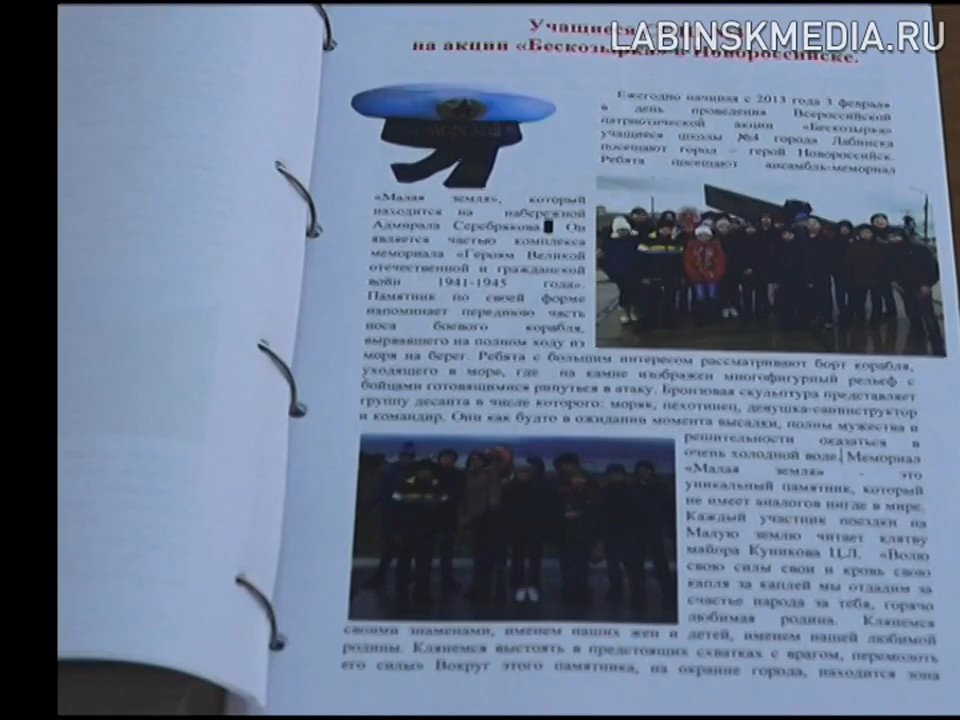 LABINSKMEDIA.RU
Учащиеся
на акции «Бескозырка» в Новороссийске.
Ежегодно начиная с 2013 года 3 февраля
в день проведения Всероссийской
патриотической акции «Бескозырка»
учащиеся школы №4 города Лабинска
посещают город – герой Новороссийск.
Ребята посещают ансамбль-мемориал
«Малая земля», который
находится на набережной
Адмирала Серебрякова. Он
является частью комплекса
мемориала «Героям Великой
отечественной и гражданской
войн 1941-1945 года».
Памятник по своей форме
напоминает переднюю часть
носа боевого корабля,
вырвавшего на полном ходу из
моря на берег. Ребята с большим интересом рассматривают борт корабля,
уходящего в море, где на камне изображен многофигурный рельеф с
бойцами готовящимися ринуться в атаку. Бронзовая скульптура представляет
группу десанта в числе которого: моряк, пехотинец, девушка-санинструктор
и командир. Они как будто в ожидании момента высадки, полны мужества и
решительности оказаться в
очень холодной воде. Мемориал
«Малая земля» - это
уникальный памятник, который
не имеет аналогов нигде в мире.
Каждый участник поездки на
Малую землю читает клятву
майора Куникова Ц.Л. «Волю
свою силы свои и кровь свою
капля за каплей мы отдадим за
счастье народа за тебя, горячо
любимая родина. Клянемся
своими знаменами, именем наших жен и детей, именем нашей любимой
родины. Клянемся выстоять в предстоящих схватках с врагом, перемолоть
его силы» Вокруг этого памятника, на окраине города, находится зона